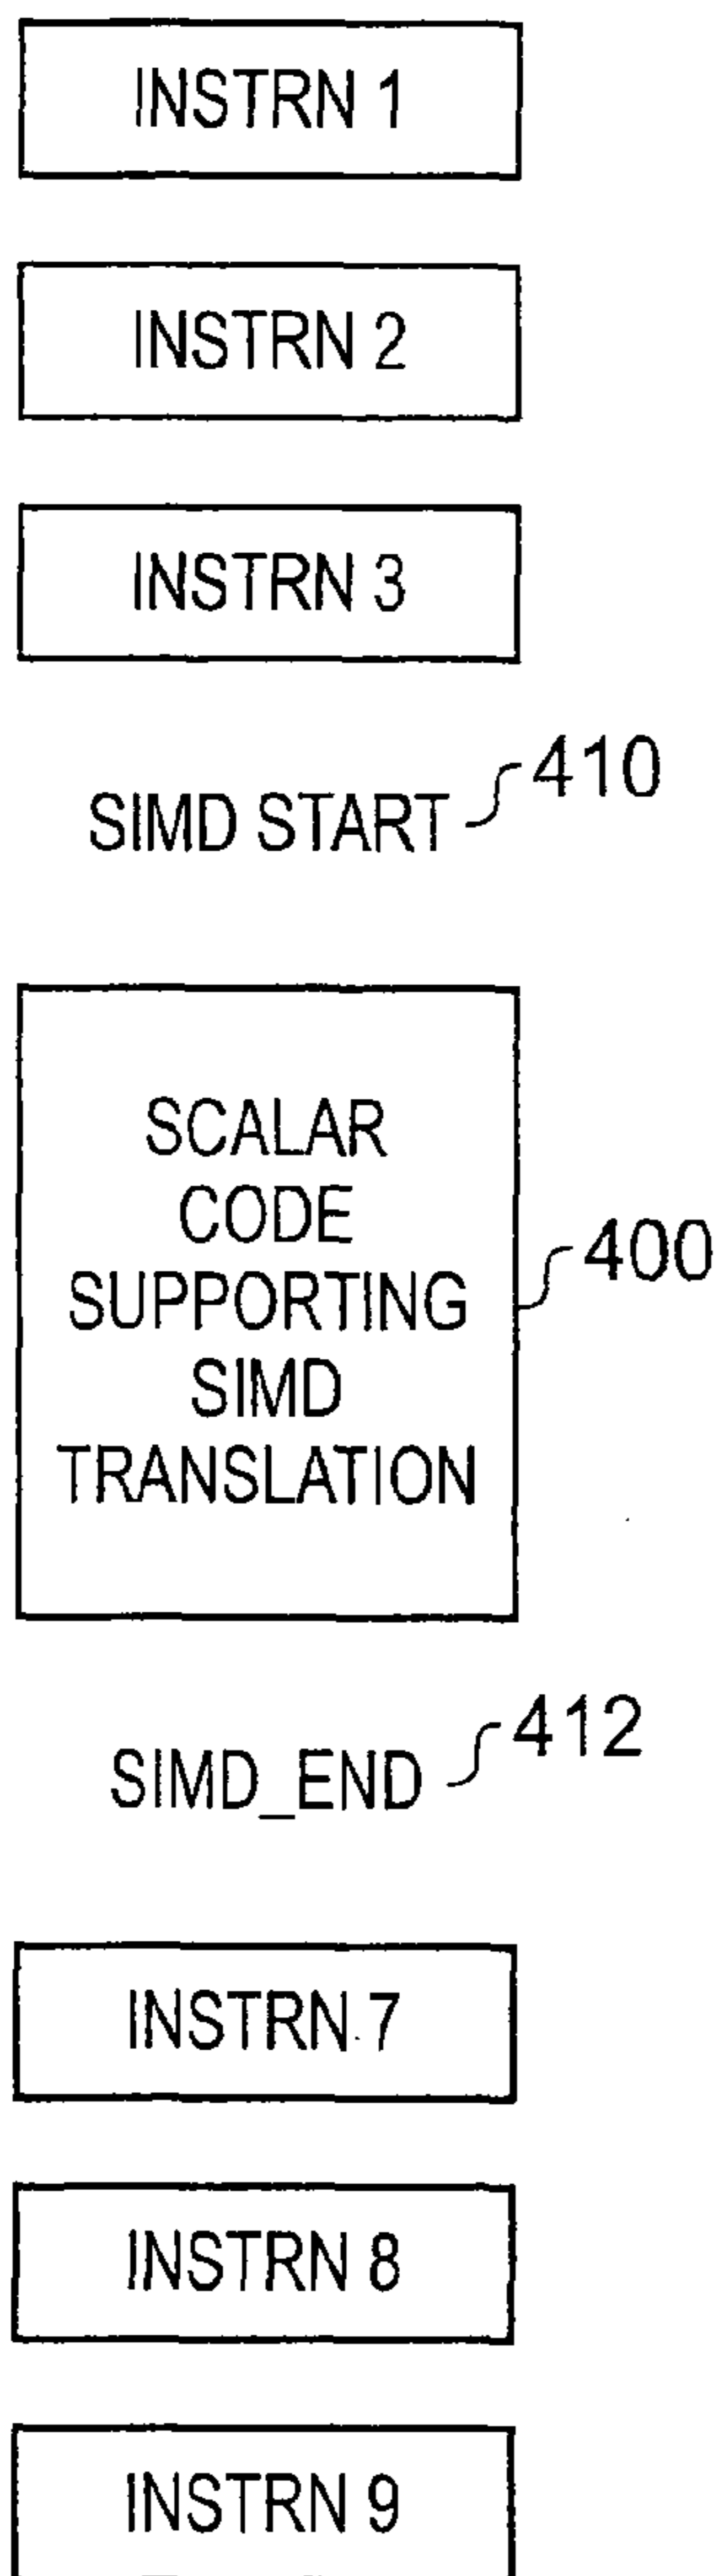 INSTRN 1
INSTRN 2
INSTRN 3
SIMD START 410
SCALAR
CODE
SUPPORTING
SIMD
TRANSLATION
400
SIMD_END 412
INSTRN 7
INSTRN 8
INSTRN 9